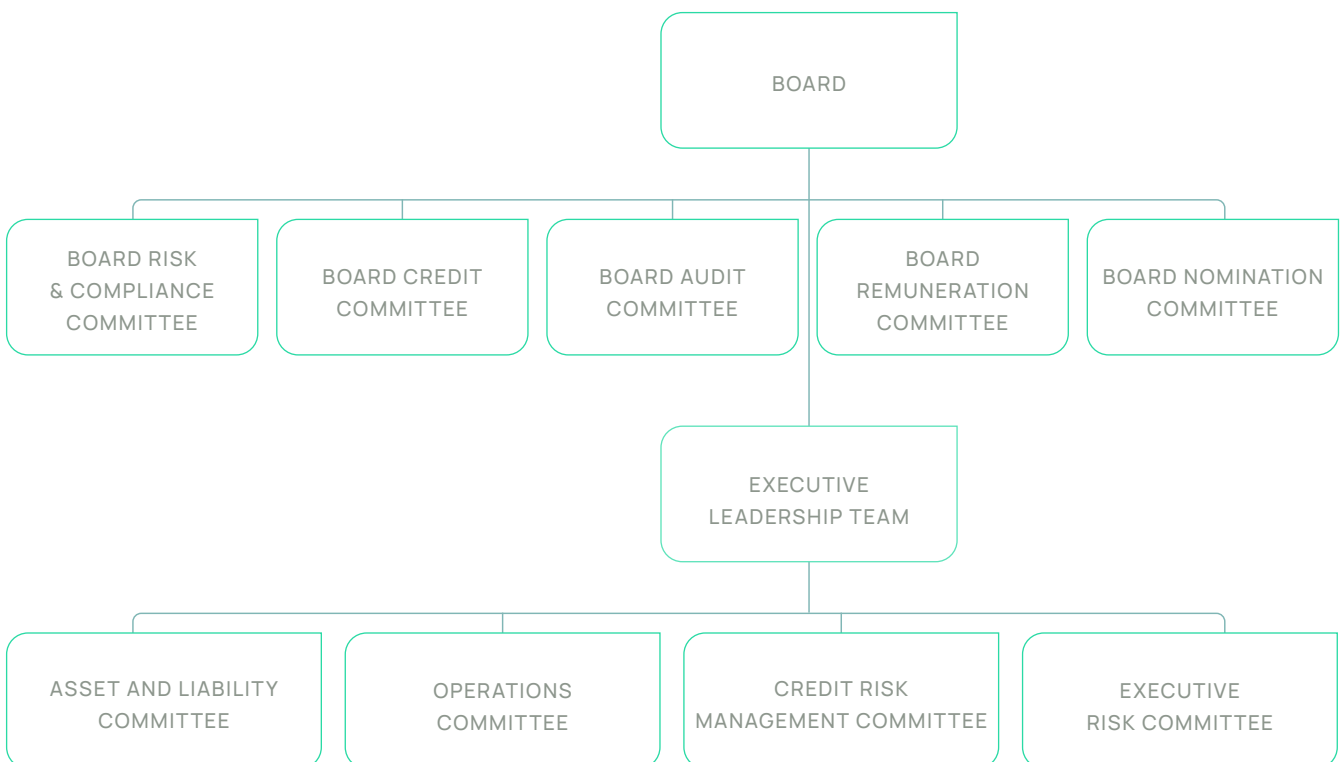 BOARD
BOARD RISK
& COMPLIANCE
COMMITTEE
BOARD CREDIT
COMMITTEE
BOARD AUDIT
COMMITTEE
BOARD
REMUNERATION
COMMITTEE
BOARD NOMINATION
COMMITTEE
EXECUTIVE
LEADERSHIP TEAM
ASSET AND LIABILITY
COMMITTEE
OPERATIONS
COMMITTEE
CREDIT RISK
MANAGEMENT COMMITTEE
EXECUTIVE
RISK COMMITTEE